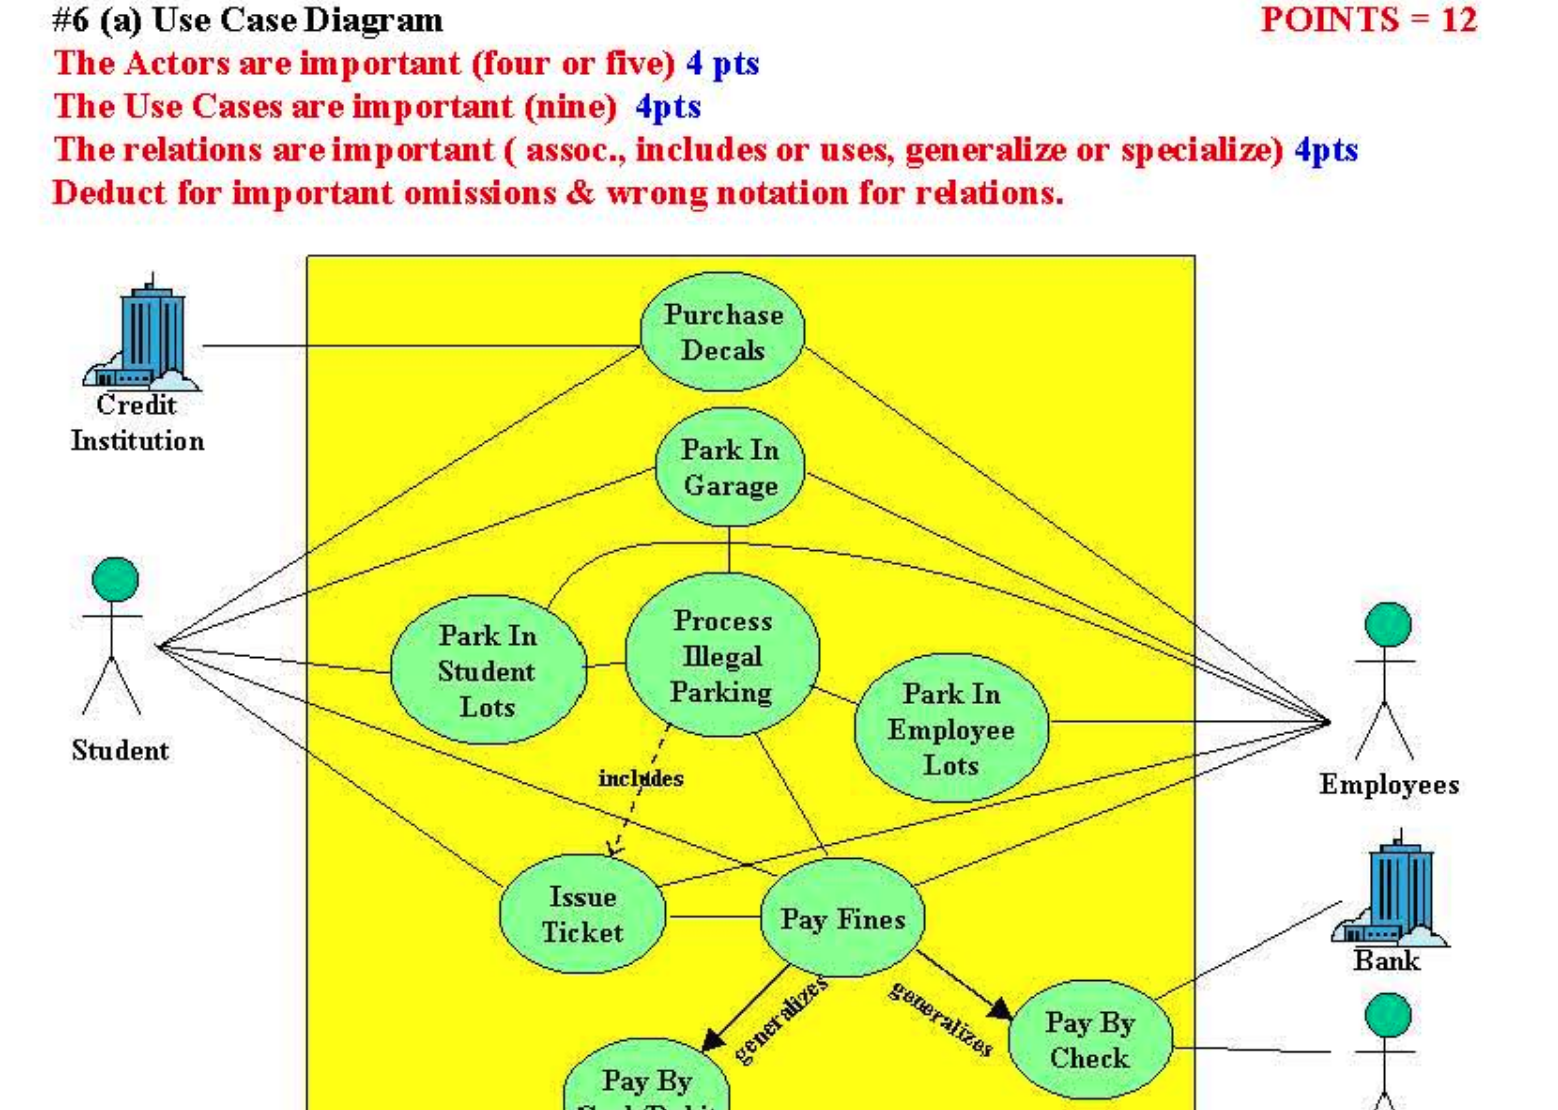 #6 (a) Use Case Diagram
POINTS = 12
The Actors are important (four or five) 4 pts
The Use Cases are important (nine) 4pts
The relations are important ( assoc., includes or uses, generalize or specialize) 4pts
Deduct for important omissions & wrong notation for relations.
Purchase
Decals
Credit
Institution
Park In
Garage
Park In
Student
Lots
Process
Illegal
Parking
Park In
Employee
Lots
Student
Employees
includes
Issue
Ticket
Pay Fines
Bank
generalizes
generalizes
Pay By
Check
Pay By